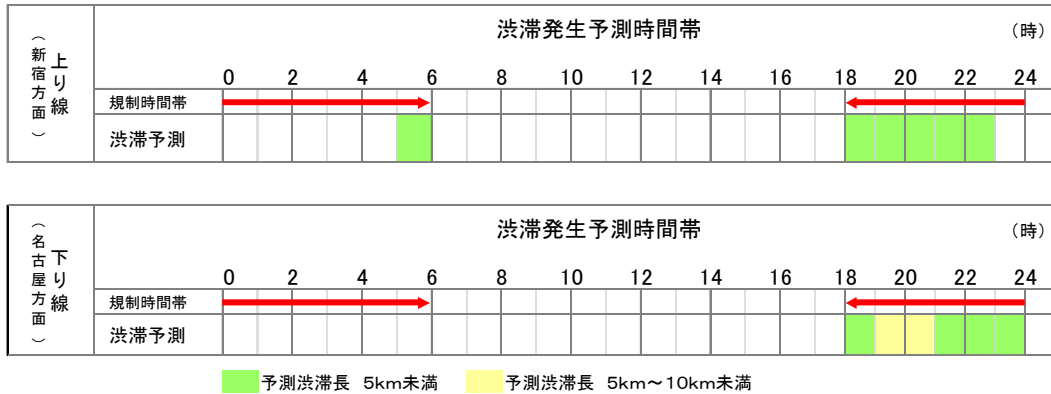 上り線
（新宿方面）
渋滞発生予測時間帯 （時）
0 2 4 6 8 10 12 14 16 18 20 22 24
規制時間帯
渋滞予測
下り線
（名古屋方面）
渋滞発生予測時間帯 （時）
0 2 4 6 8 10 12 14 16 18 20 22 24
規制時間帯
渋滞予測
予測渋滞長 5km未満 予測渋滞長 5km～10km未満